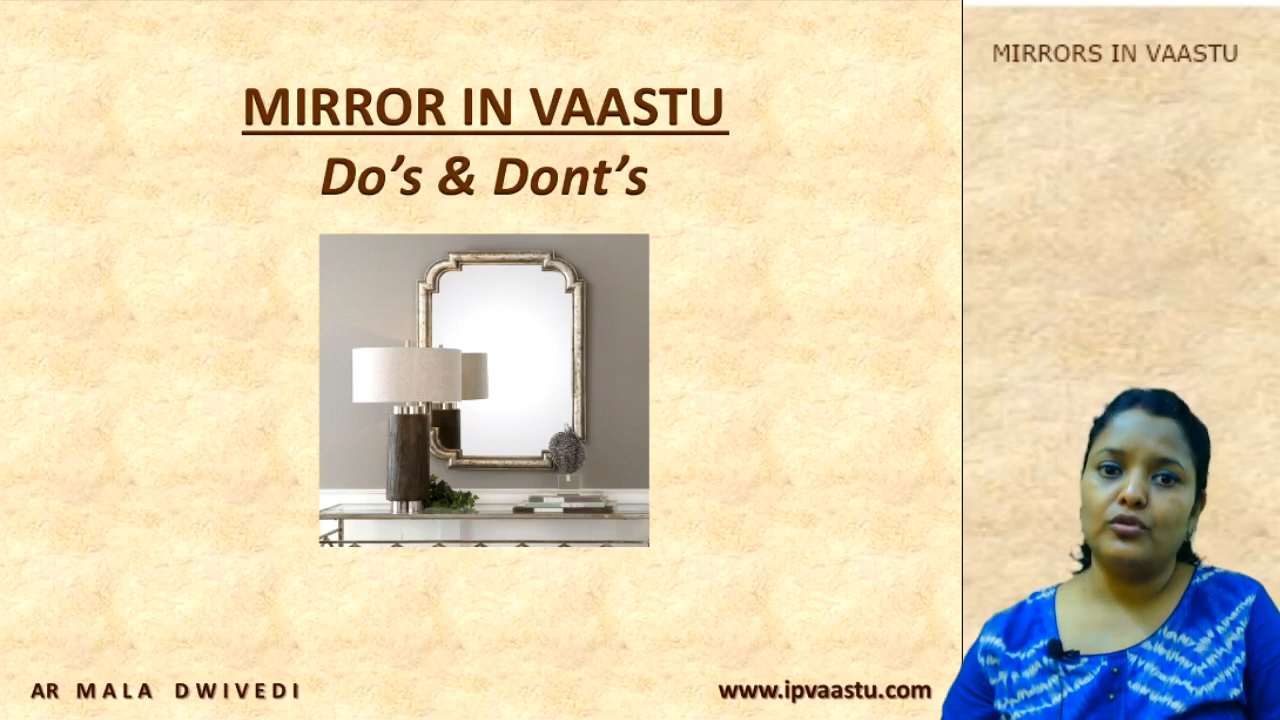 MIRROR IN VAASTU
Do's & Dont's
MIRRORS IN VAASTU
AR MALA DWIVEDI
www.ipvaastu.com